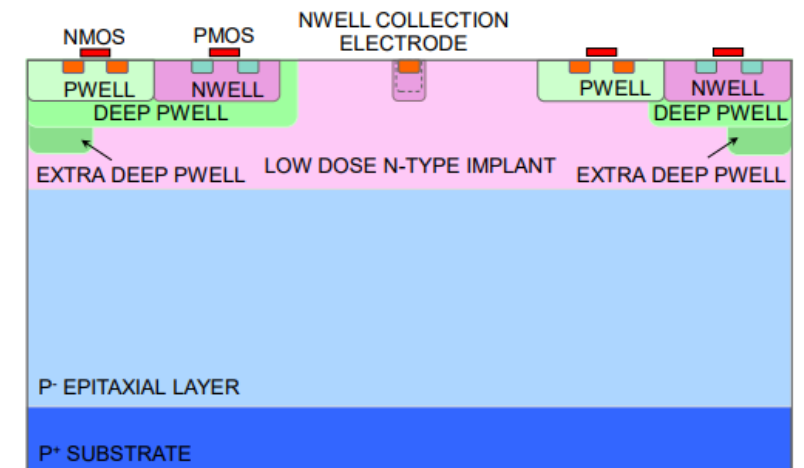 NMOS
PMOS
NWELL COLLECTION
ELECTRODE
PWELL
NWELL
PWELL
NWELL
DEEP PWELL
DEEP PWELL
EXTRA DEEP PWELL
LOW DOSE N-TYPE IMPLANT
EXTRA DEEP PWELL
P- EPITAXIAL LAYER
P+ SUBSTRATE